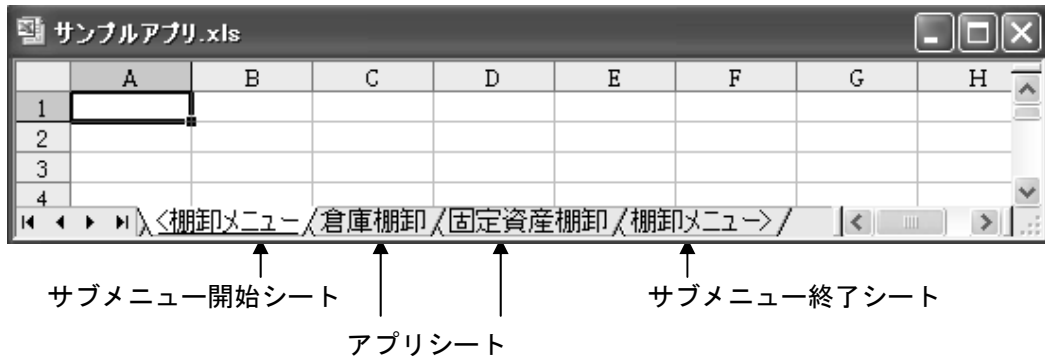 サンプルアプリ.xls
A B C D E F G H
1
2
3
4
<棚卸メニュー/倉庫棚卸/固定資産棚卸/棚卸メニュー>/
サブメニュー開始シート サブメニュー終了シート
アプリシート